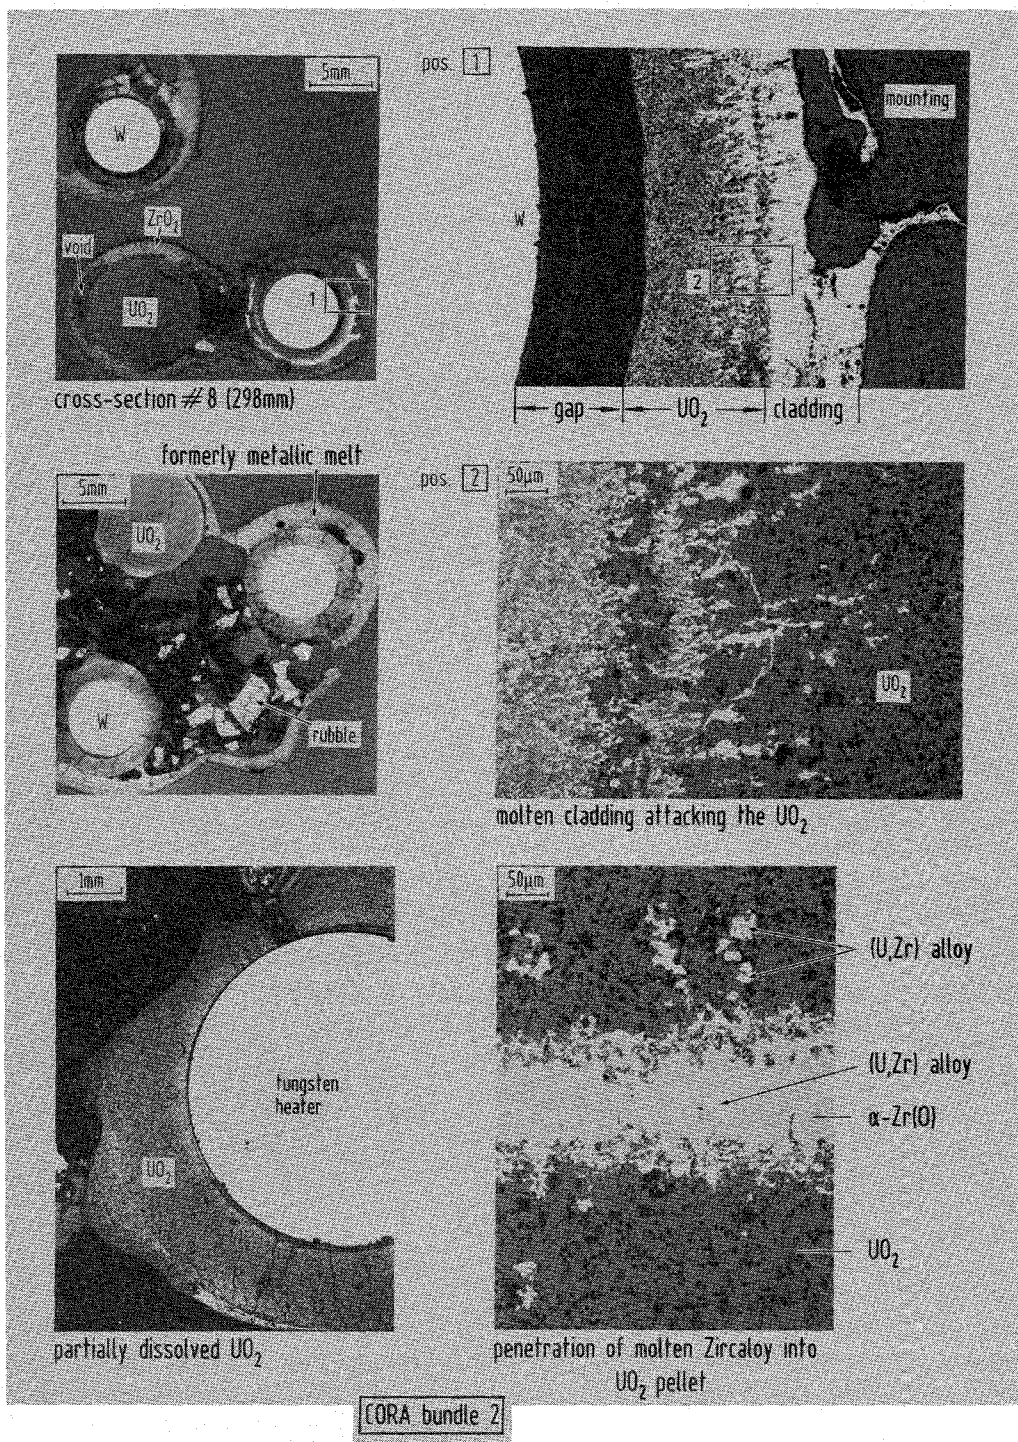 5mm
W
ZrO₂
void
UO₂
1
cross-section # 8 (298mm)
pos. 1
mounting
W
2
gap
UO₂
cladding
formerly metallic melt
5mm
UO₂
W
rubble
pos. 2
50μm
UO₂
molten cladding attacking the UO₂
1mm
tungsten
heater
UO₂
partially dissolved UO₂
50μm
(U,Zr) alloy
(U,Zr) alloy
α-Zr(O)
UO₂
penetration of molten Zircaloy into
UO₂ pellet
CORA bundle 2